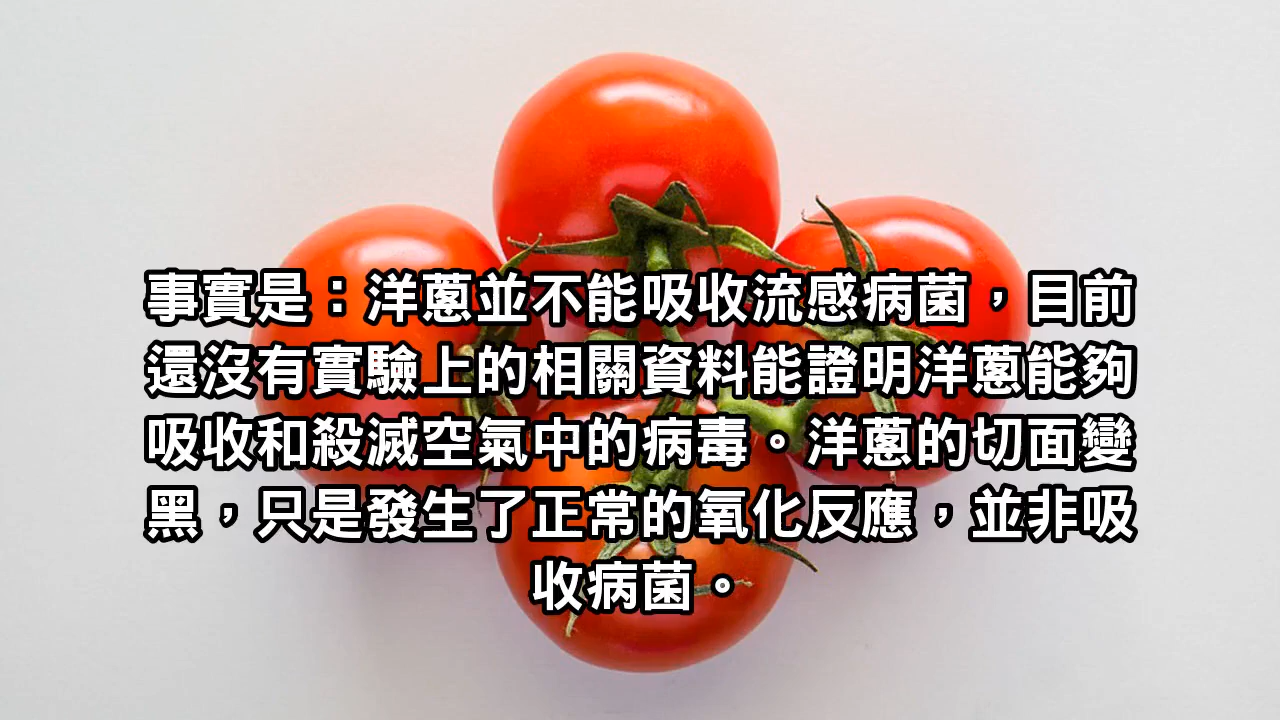 事實是：洋蔥並不能吸收流感病菌，目前
還沒有實驗上的相關資料能證明洋蔥能夠
吸收和殺滅空氣中的病毒。洋蔥的切面變
黑，只是發生了正常的氧化反應，並非吸
收病菌。